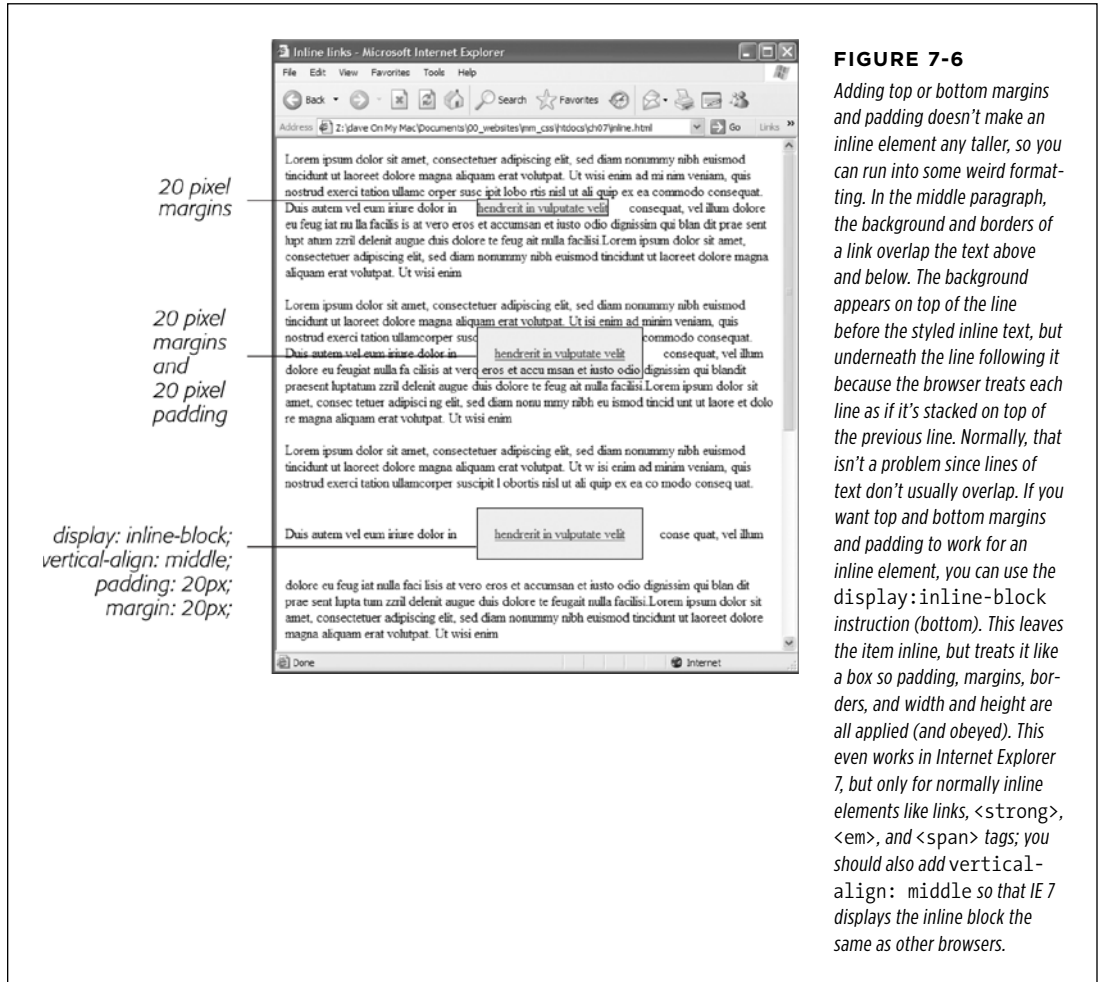 Inline links - Microsoft Internet Explorer
File Edit View Favorites Tools Help
Back Search Favorites
Address Z:\dave On My Mac\Documents\00_websites\mm_css\htdocs\ch07\inline.html Go Links »
20 pixel
margins
Lorem ipsum dolor sit amet, consectetuer adipiscing elit, sed diam nonummy nibh euismod
tincidunt ut laoreet dolore magna aliquam erat volutpat. Ut wisi enim ad mi nim veniam, quis
nostrud exerci tation ullamc orper susc ipit lobo rtis nisl ut ali quip ex ea commodo consequat.
Duis autem vel eum iriure dolor in hendrerit in vulputate velit consequat, vel illum dolore
eu feug iat nu lla facilis is at vero eros et accumsan et iusto odio dignissim qui blan dit prae sent
lupt atum zzril delenit augue duis dolore te feug ait nulla facilisi.Lorem ipsum dolor sit amet,
consectetuer adipiscing elit, sed diam nonummy nibh euismod tincidunt ut laoreet dolore magna
aliquam erat volutpat. Ut wisi enim
20 pixel
margins
and
20 pixel
padding
Lorem ipsum dolor sit amet, consectetuer adipiscing elit, sed diam nonummy nibh euismod
tincidunt ut laoreet dolore magna aliquam erat volutpat. Ut isi enim ad minim veniam, quis
nostrud exerci tation ullamcorper susc commodo consequat.
Duis autem vel eum iriure dolor in hendrerit in vulputate velit consequat, vel illum
dolore eu feugiat nulla fa cilisis at vero eros et accu msan et iusto odio dignissim qui blandit
praesent luptatum zzril delenit augue duis dolore te feug ait nulla facilisi.Lorem ipsum dolor sit
amet, consec tetuer adipisci ng elit, sed diam nonu mmy nibh eu ismod tincid unt ut laore et dolo
re magna aliquam erat volutpat. Ut wisi enim
Lorem ipsum dolor sit amet, consectetuer adipiscing elit, sed diam nonummy nibh euismod
tincidunt ut laoreet dolore magna aliquam erat volutpat. Ut w isi enim ad minim veniam, quis
nostrud exerci tation ullamcorper suscipit l obortis nisl ut ali quip ex ea co modo conseq uat.
display: inline-block;
vertical-align: middle;
padding: 20px;
margin: 20px;
Duis autem vel eum iriure dolor in hendrerit in vulputate velit conse quat, vel illum
dolore eu feug iat nulla faci lisis at vero eros et accumsan et iusto odio dignissim qui blan dit
prae sent lupta tum zzril delenit augue duis dolore te feugait nulla facilisi.Lorem ipsum dolor sit
amet, consectetuer adipiscing elit, sed diam nonummy nibh euismod tincidunt ut laoreet dolore
magna aliquam erat volutpat. Ut wisi enim
Done Internet
FIGURE 7-6
Adding top or bottom margins
and padding doesn't make an
inline element any taller, so you
can run into some weird format-
ting. In the middle paragraph,
the background and borders of
a link overlap the text above
and below. The background
appears on top of the line
before the styled inline text, but
underneath the line following it
because the browser treats each
line as if it's stacked on top of
the previous line. Normally, that
isn't a problem since lines of
text don't usually overlap. If you
want top and bottom margins
and padding to work for an
inline element, you can use the
display:inline-block
instruction (bottom). This leaves
the item inline, but treats it like
a box so padding, margins, bor-
ders, and width and height are
all applied (and obeyed). This
even works in Internet Explorer
7, but only for normally inline
elements like links, <strong>,
<em>, and <span> tags; you
should also add vertical-
align: middle so that IE 7
displays the inline block the
same as other browsers.